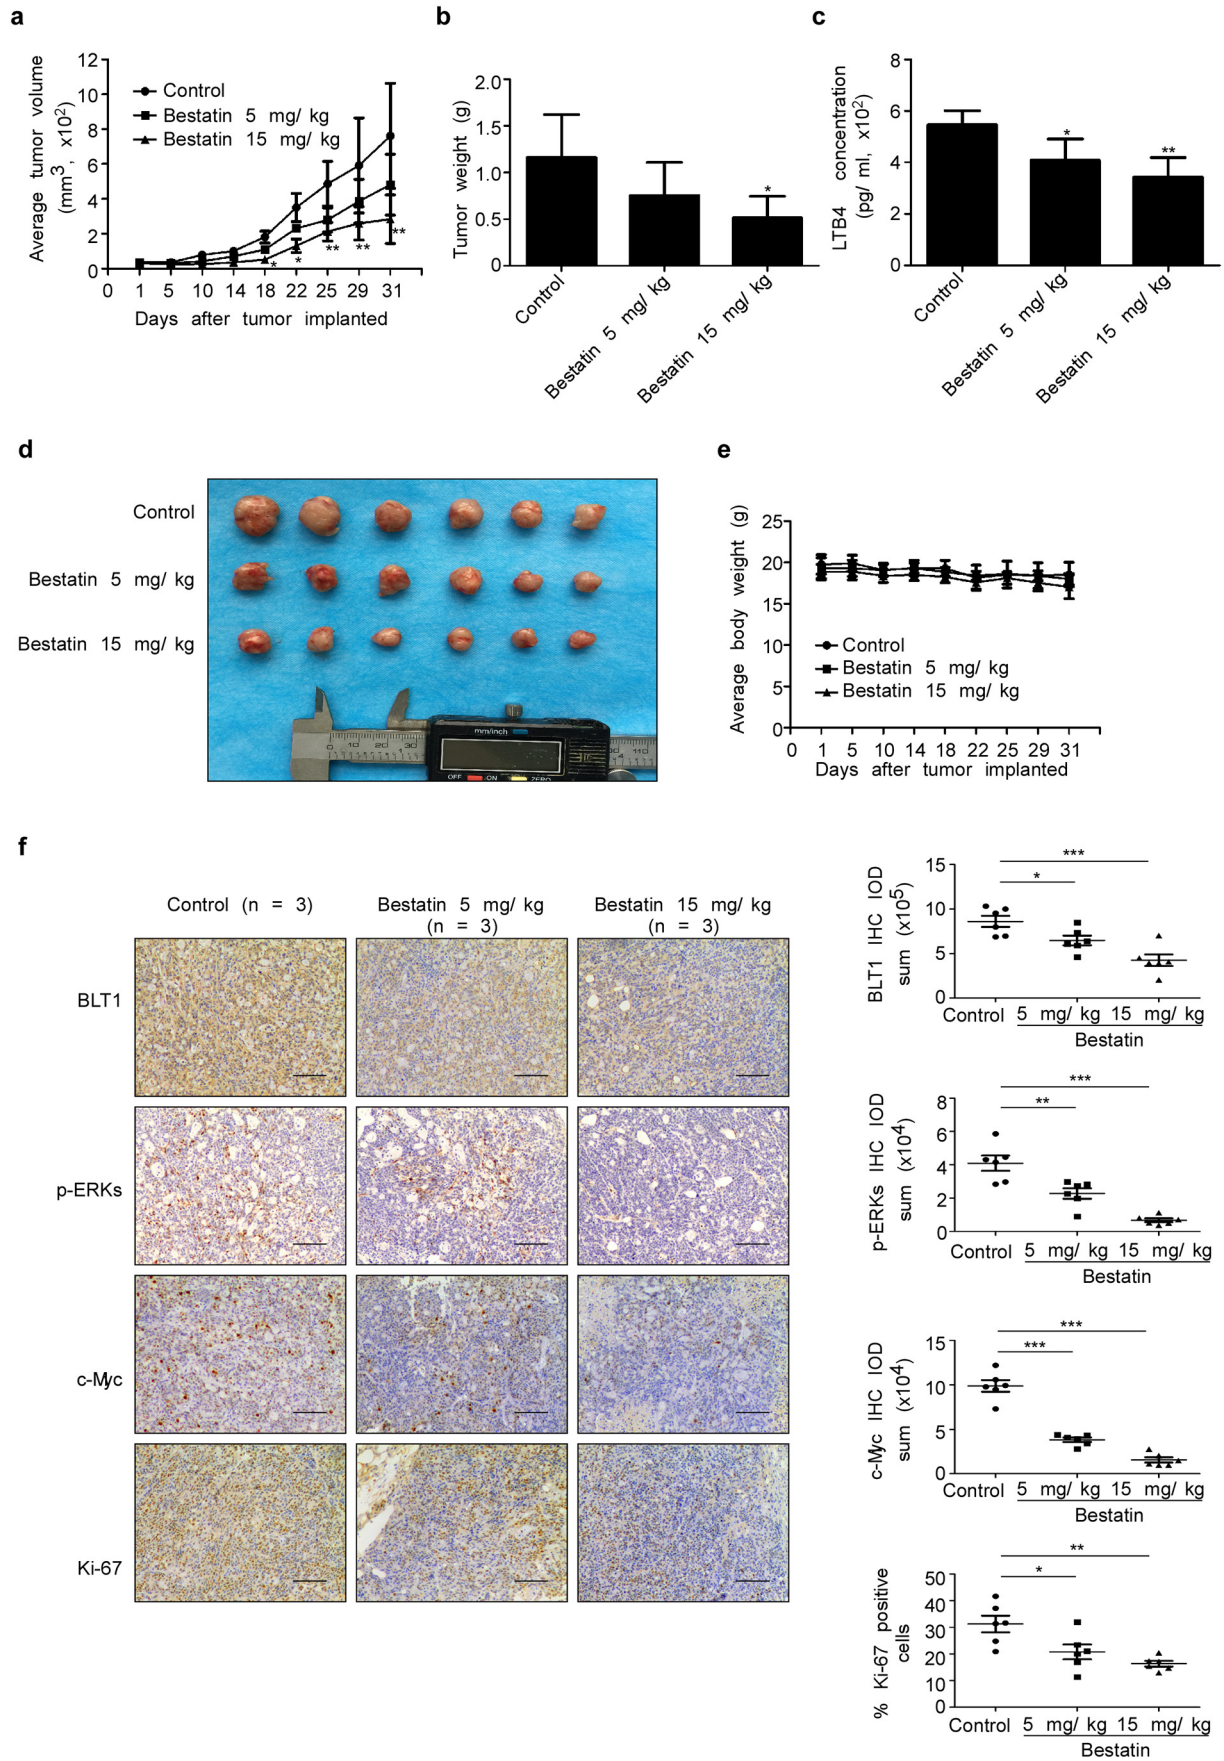 a
Average tumor volume
(mm3, x102)
12
10
8
6
4
2
0
Control
Bestatin 5 mg/ kg
Bestatin 15 mg/ kg
*
*
**
**
**
0 1 5 10 14 18 22 25 29 31
Days after tumor implanted
b
Tumor weight (g)
2.0
1.5
1.0
0.5
0
*
Control
Bestatin 5 mg/ kg
Bestatin 15 mg/ kg
c
LTB4 concentration
(pg/ ml, x102)
8
6
4
2
0
*
**
Control
Bestatin 5 mg/ kg
Bestatin 15 mg/ kg
d
Control
Bestatin 5 mg/ kg
Bestatin 15 mg/ kg
mm/inch
0 10 20 30
110
OFF ON ZERO
e
Average body weight (g)
25
20
15
10
5
0
Control
Bestatin 5 mg/ kg
Bestatin 15 mg/ kg
0 1 5 10 14 18 22 25 29 31
Days after tumor implanted
f
Control (n = 3)
Bestatin 5 mg/ kg
(n = 3)
Bestatin 15 mg/ kg
(n = 3)
BLT1
p-ERKs
c-Myc
Ki-67
BLT1 IHC IOD
sum (x105)
15
10
5
0
***
*
Control 5 mg/ kg 15 mg/ kg
Bestatin
p-ERKs IHC IOD
sum (x104)
8
6
4
2
0
***
**
Control 5 mg/ kg 15 mg/ kg
Bestatin
c-Myc IHC IOD
sum (x104)
15
10
5
0
***
***
Control 5 mg/ kg 15 mg/ kg
Bestatin
% Ki-67 positive
cells
50
40
30
20
10
0
**
*
Control 5 mg/ kg 15 mg/ kg
Bestatin